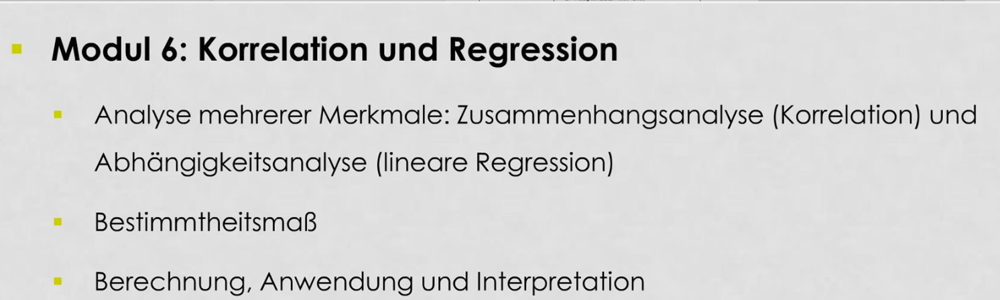 Modul 6: Korrelation und Regression
Analyse mehrerer Merkmale: Zusammenhangsanalyse (Korrelation) und
Abhängigkeitsanalyse (lineare Regression)
Bestimmtheitsmaß
Berechnung, Anwendung und Interpretation